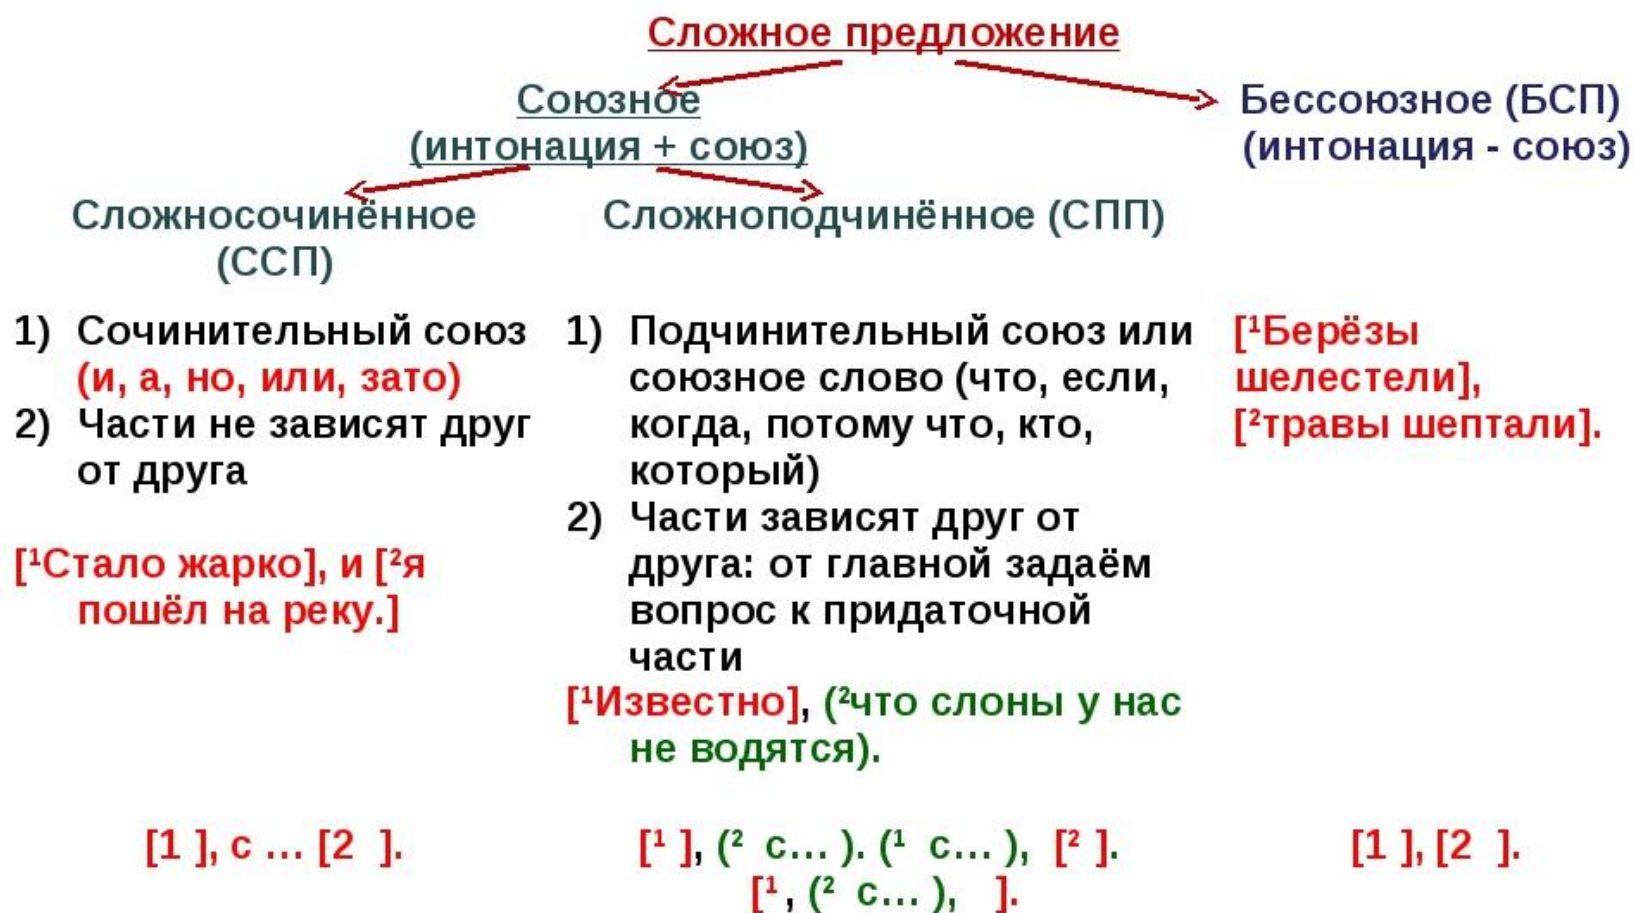 Сложное предложение
Союзное
(интонация + союз)
Бессоюзное (БСП)
(интонация - союз)
Сложносочинённое
(ССП)
Сложноподчинённое (СПП)
1) Сочинительный союз
(и, а, но, или, зато)
2) Части не зависят друг
от друга
[¹Стало жарко], и [²я
пошёл на реку.]
[1 ], с … [2 ].
1) Подчинительный союз или
союзное слово (что, если,
когда, потому что, кто,
который)
2) Части зависят друг от
друга: от главной задаём
вопрос к придаточной
части
[¹Известно], (²что слоны у нас
не водятся).
[¹ ], (² с… ). (¹ с… ), [² ].
[¹ , (² с… ), ].
[¹Берёзы
шелестели],
[²травы шептали].
[1 ], [2 ].